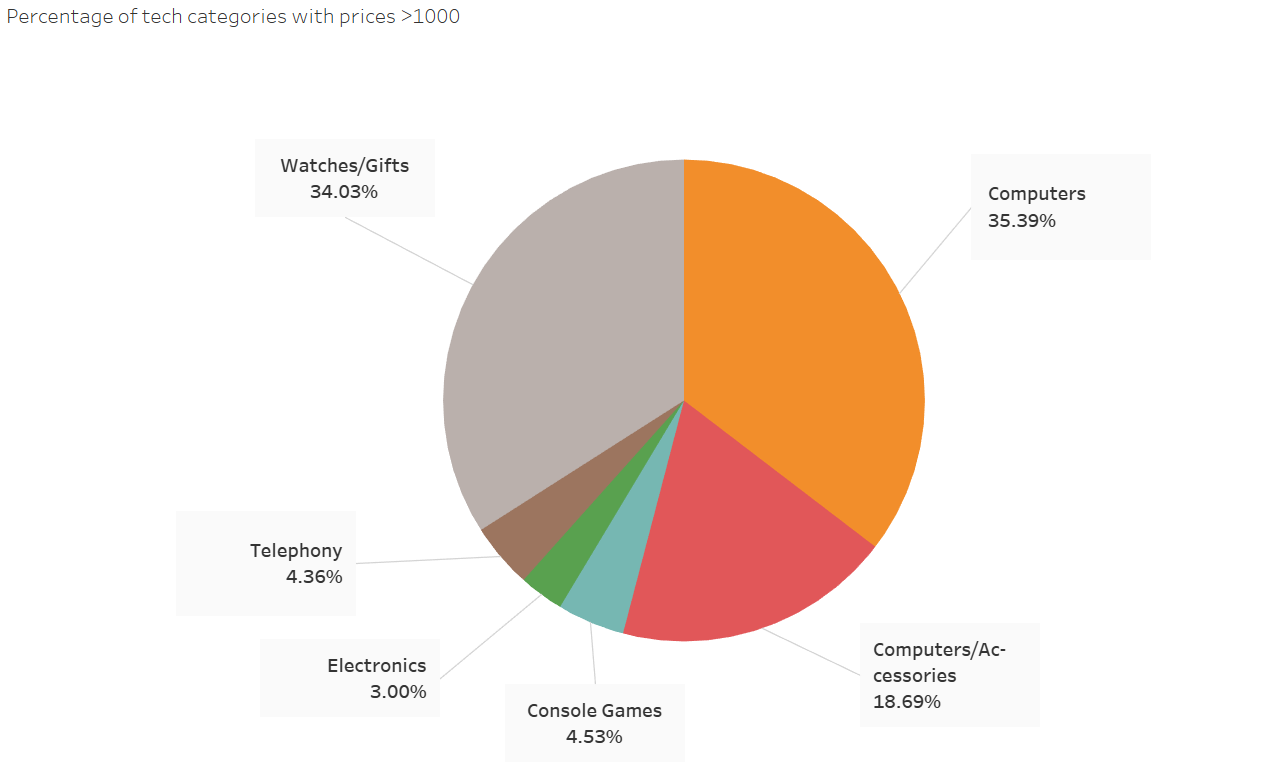 Percentage of tech categories with prices >1000
Watches/Gifts
34.03%
Computers
35.39%
Telephony
4.36%
Electronics
3.00%
Console Games
4.53%
Computers/Ac-
cessories
18.69%